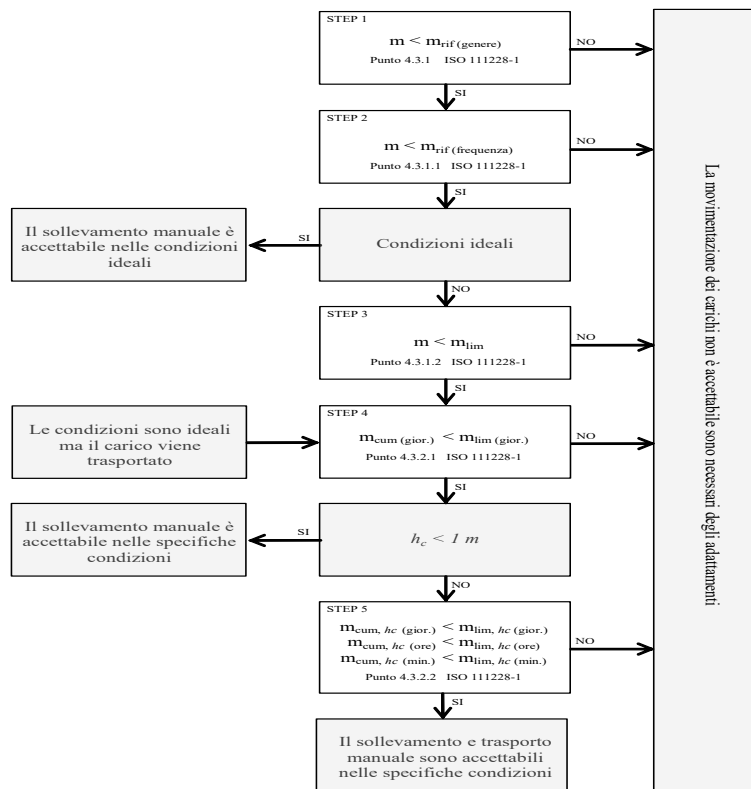 STEP 1
m < mrif (genere)
Punto 4.3.1 ISO 111228-1
NO
SI
STEP 2
m < mrif (frequenza)
Punto 4.3.1.1 ISO 111228-1
NO
SI
Il sollevamento manuale è
accettabile nelle condizioni
ideali
SI
Condizioni ideali
NO
STEP 3
m < mlim
Punto 4.3.1.2 ISO 111228-1
NO
SI
Le condizioni sono ideali
ma il carico viene
trasportato
STEP 4
mcum (gior.) < mlim (gior.)
Punto 4.3.2.1 ISO 111228-1
NO
SI
Il sollevamento manuale è
accettabile nelle specifiche
condizioni
SI
hc < 1 m
NO
STEP 5
mcum, hc (gior.) < mlim, hc (gior.)
mcum, hc (ore) < mlim, hc (ore)
mcum, hc (min.) < mlim, hc (min.)
Punto 4.3.2.2 ISO 111228-1
NO
SI
Il sollevamento e trasporto
manuale sono accettabili
nelle specifiche condizioni
La movimentazione dei carichi non è accettabile sono necessari degli adattamenti